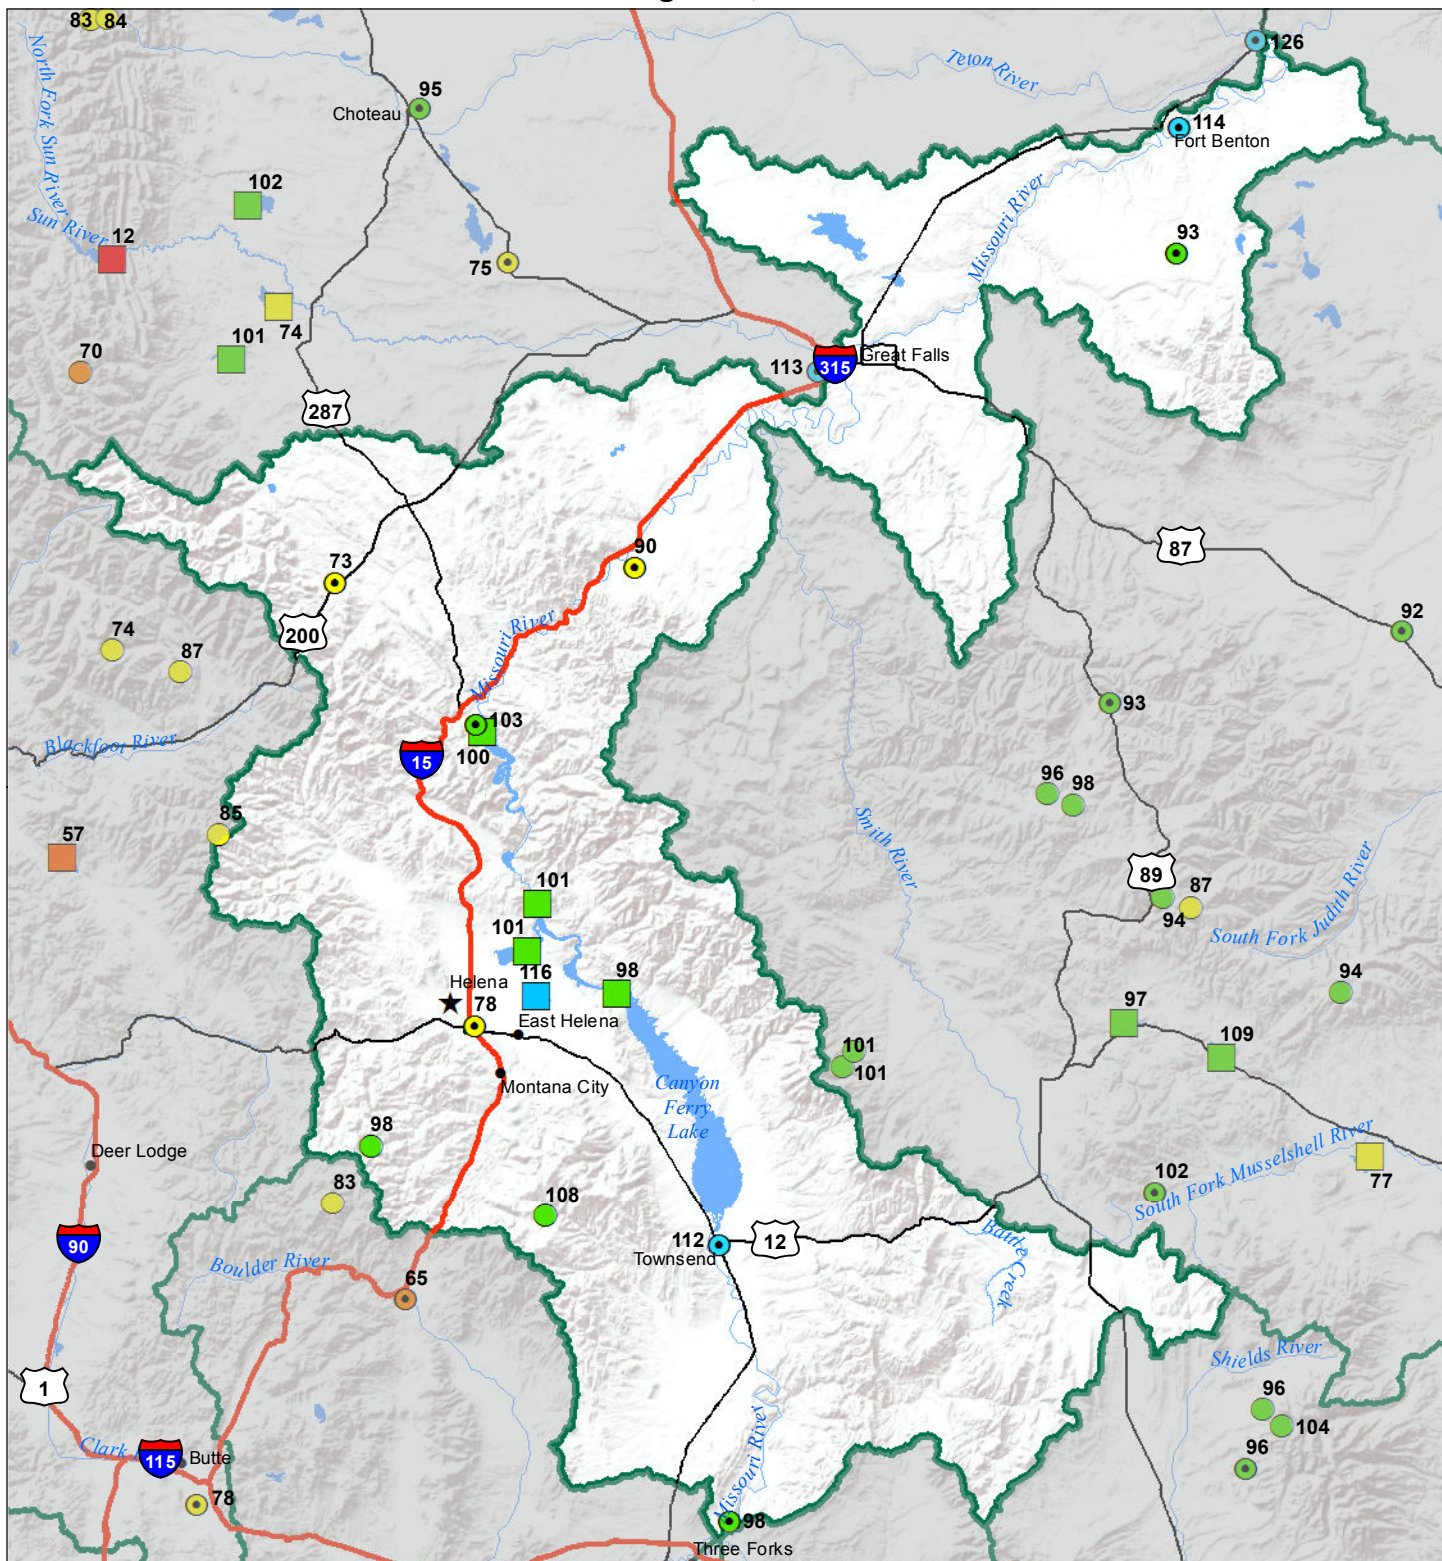 83
84
126
North Fork Sun River
Teton River
95
Choteau
114
Fort Benton
102
Sun River
12
Missouri River
93
75
74
101
70
113
315
Great Falls
287
87
73
90
200
92
74
87
Missouri River
93
103
100
Blackfoot River
15
96
98
Smith River
85
57
89
87
94
101
South Fork Judith River
101
116
98
94
Helena
78
East Helena
97
109
101
101
Montana City
Canyon
Ferry
Lake
98
Deer Lodge
South Fork Musselshell River
77
83
102
108
112
12
Townsend
Battle Creek
90
Boulder River
65
Shields River
1
96
104
Missouri River
Clark
115
Butte
96
78
98
Three Forks